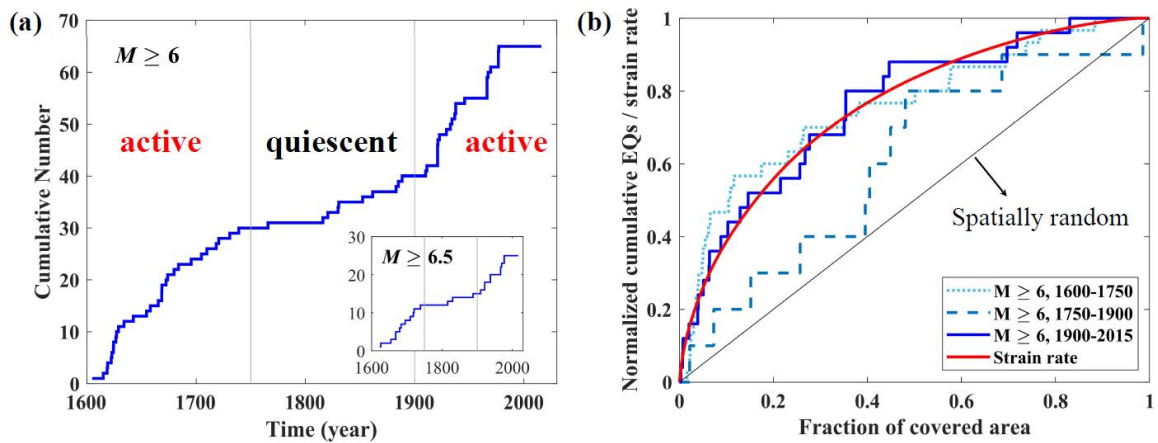 (a)
70
60
50
40
30
20
10
0
Cumulative Number
M ≥ 6
active
quiescent
active
30
20
10
0
M ≥ 6.5
1600
1800
2000
1600
1700
1800
1900
2000
Time (year)
(b)
1
0.8
0.6
0.4
0.2
0
Normalized cumulative EQs / strain rate
Spatially random
M ≥ 6, 1600-1750
M ≥ 6, 1750-1900
M ≥ 6, 1900-2015
Strain rate
0
0.2
0.4
0.6
0.8
1
Fraction of covered area